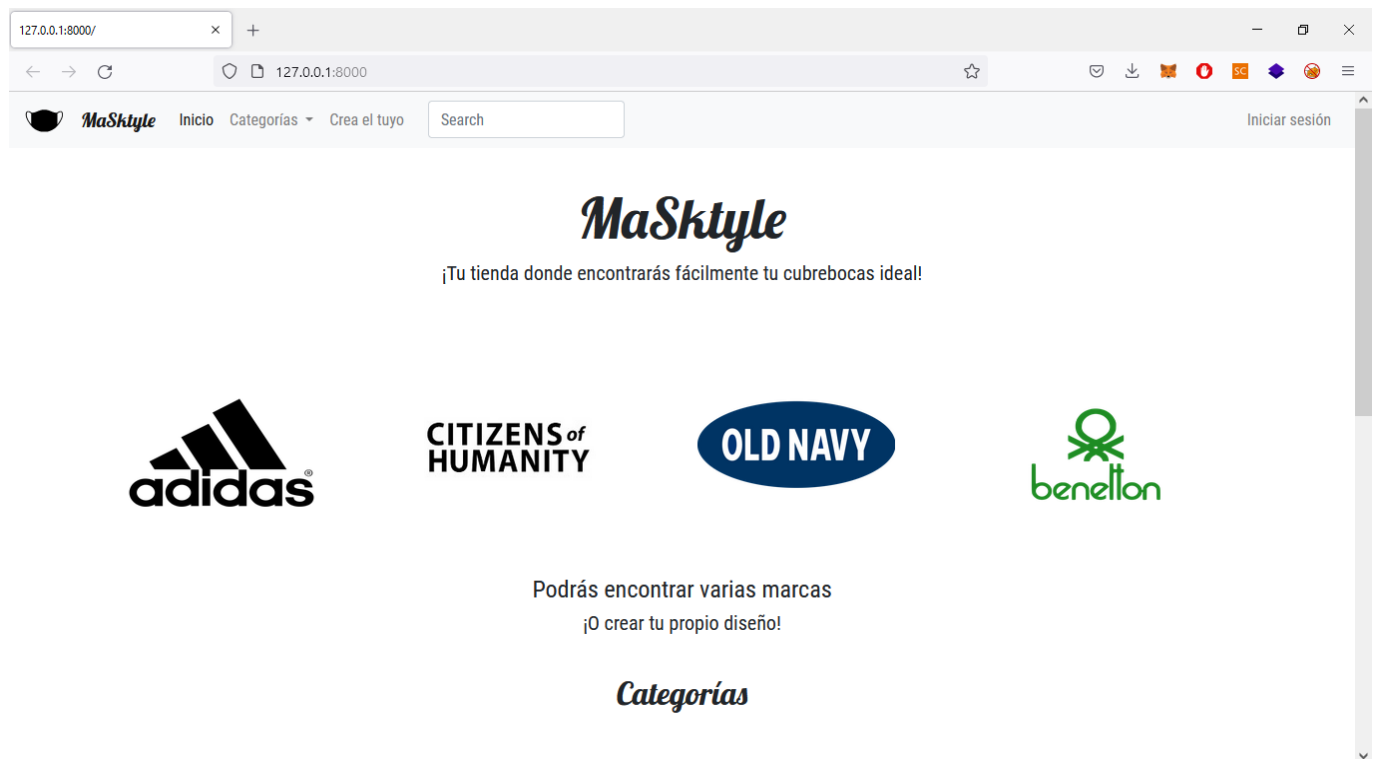 127.0.0.1:8000/
127.0.0.1:8000
SC
MaSktyle Inicio Categorías Crea el tuyo Search Iniciar sesión
MaSktyle
¡Tu tienda donde encontrarás fácilmente tu cubrebocas ideal!
adidas®
CITIZENS of
HUMANITY
OLD NAVY
benetton
Podrás encontrar varias marcas
¡O crear tu propio diseño!
Categorías